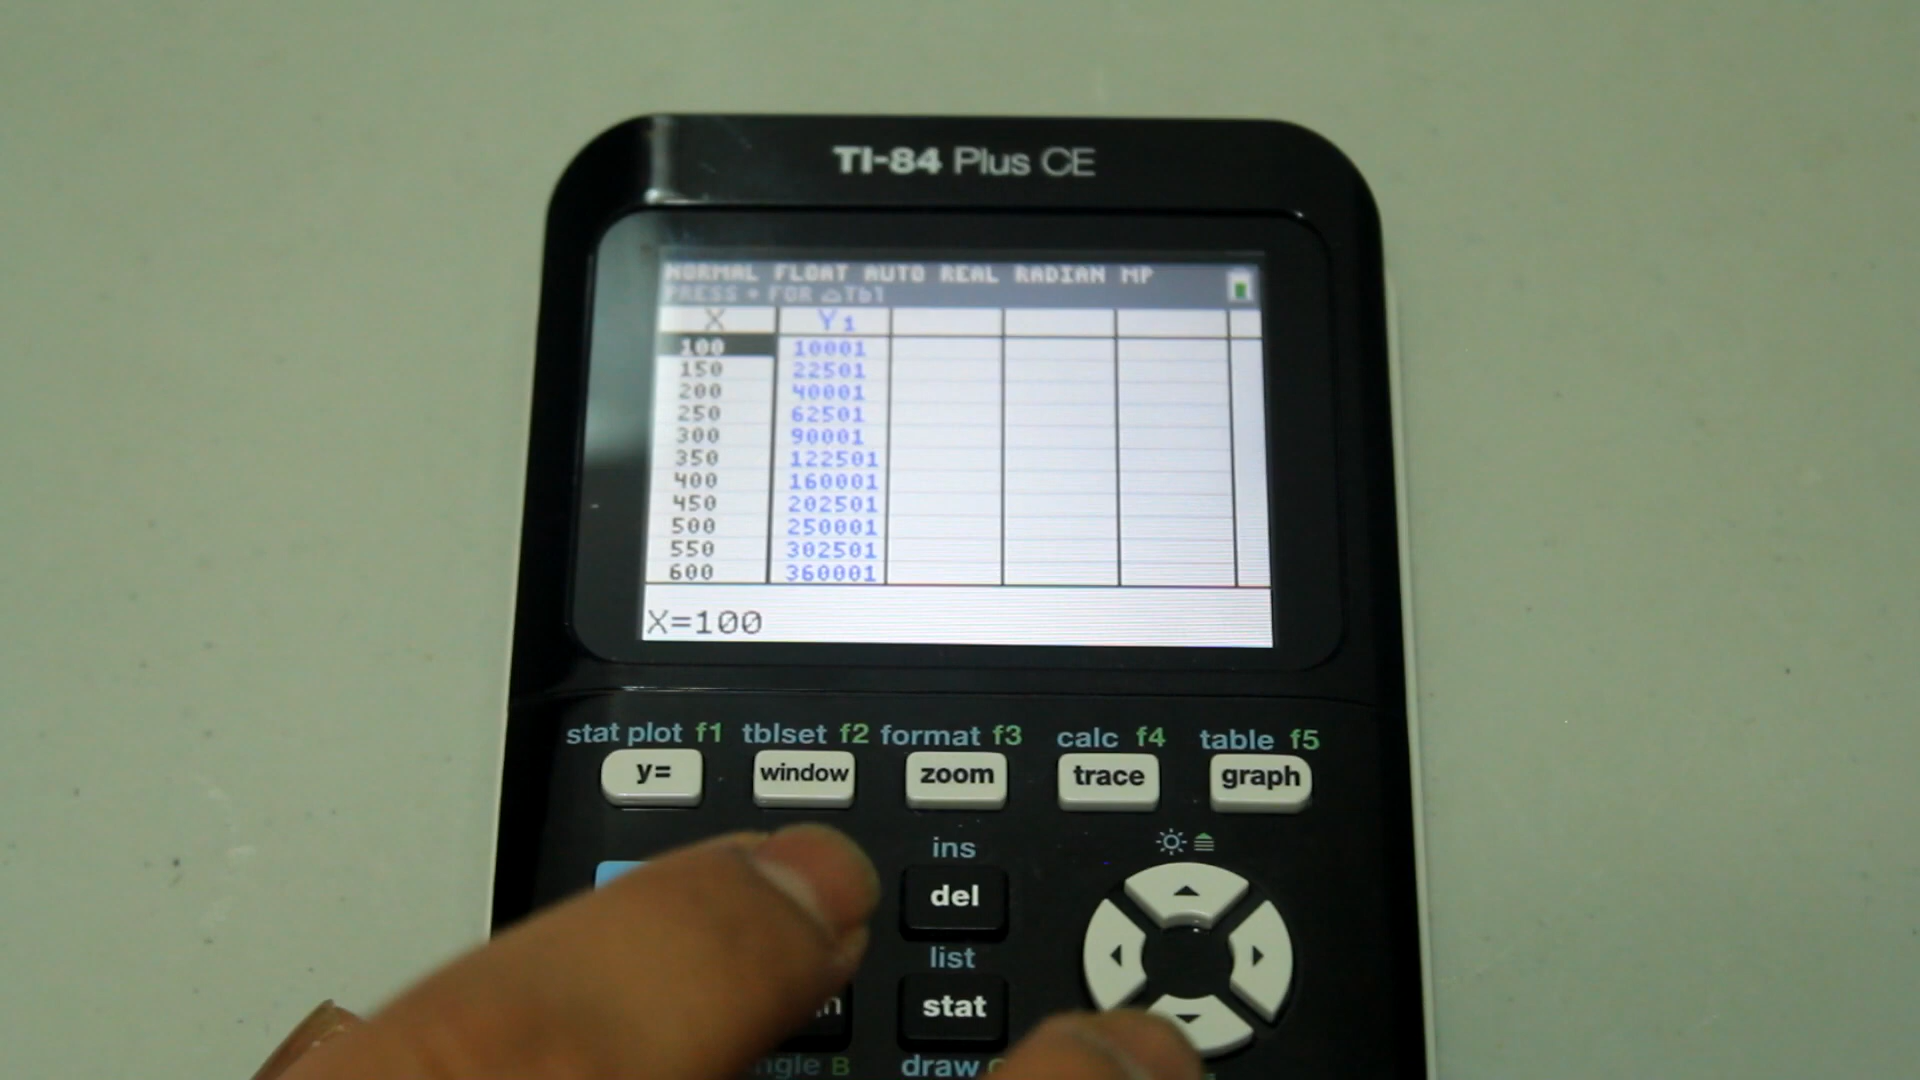 TI-84 Plus CE
NORMAL FLOAT AUTO REAL RADIAN MP
PRESS + FOR △Tbl
X Y1
100 10001
150 22501
200 40001
250 62501
300 90001
350 122501
400 160001
450 202501
500 250001
550 302501
600 360001
X=100
stat plot f1 tblset f2 format f3 calc f4 table f5
y= window zoom trace graph
ins
del
list
stat
B draw